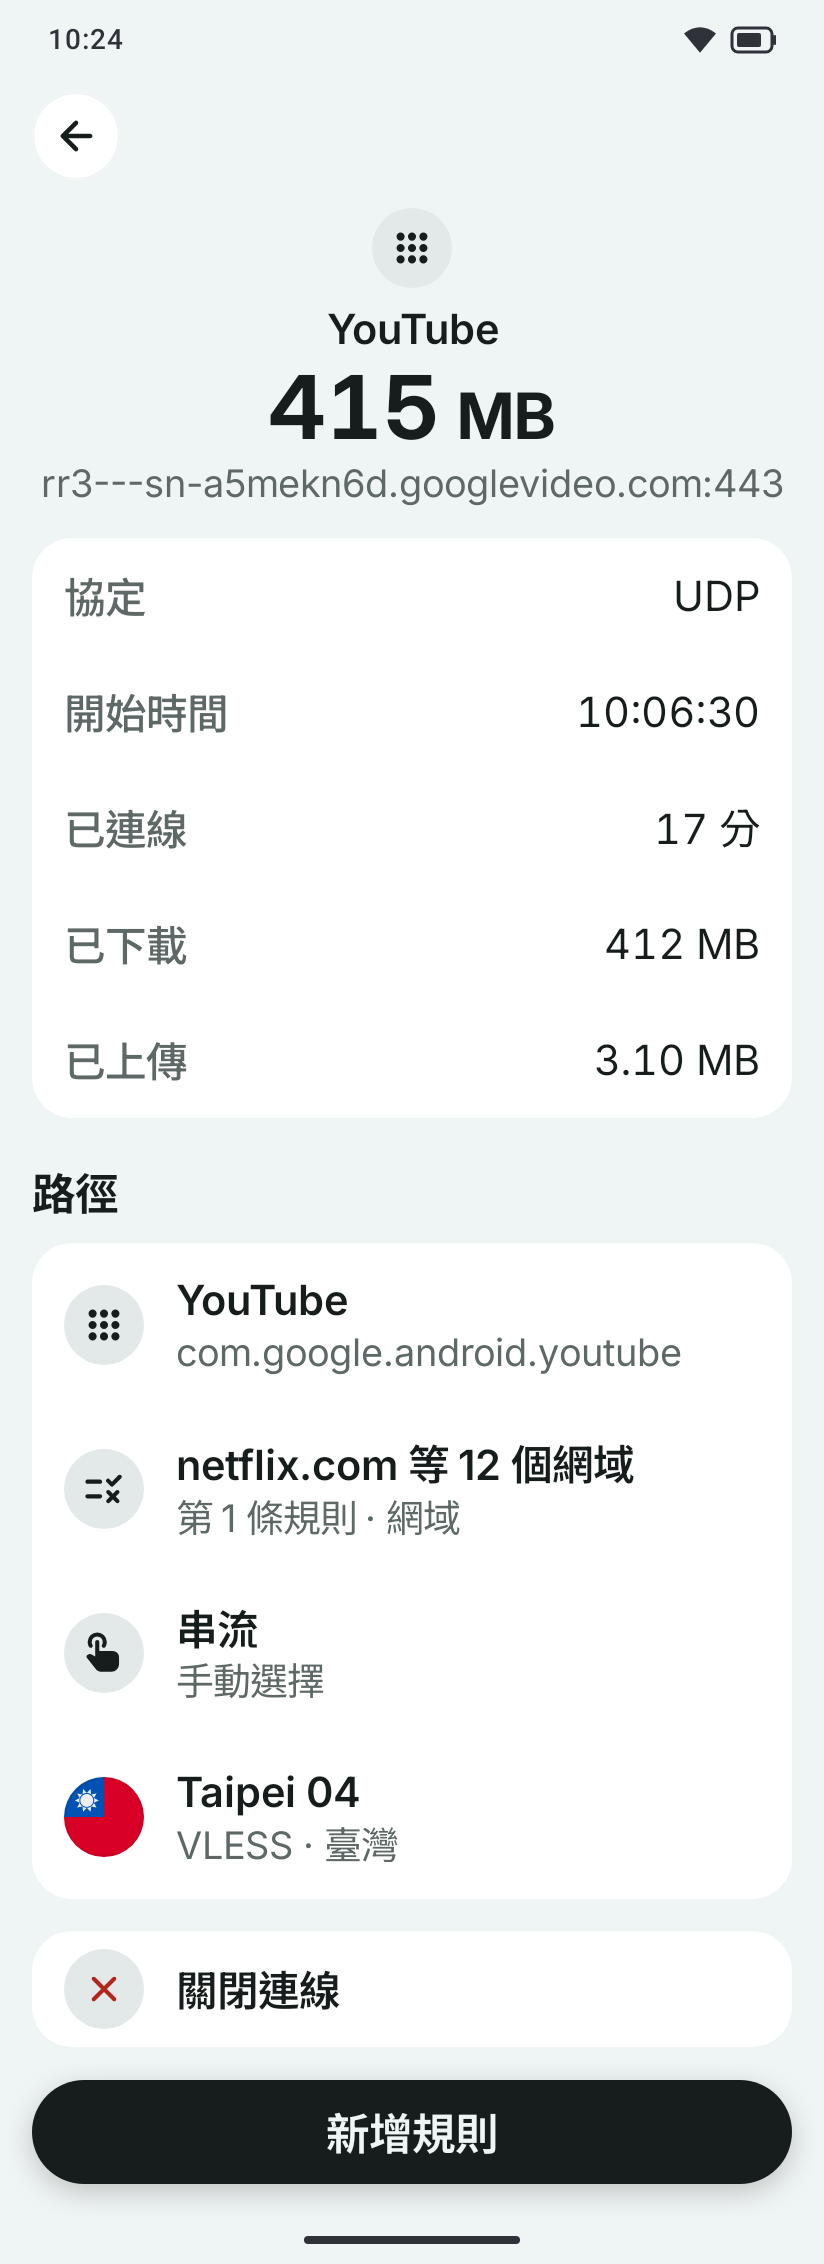 10:24
YouTube
415 MB
rr3---sn-a5mekn6d.googlevideo.com:443
協定
UDP
開始時間
10:06:30
已連線
17 分
已下載
412 MB
已上傳
3.10 MB
路徑
YouTube
com.google.android.youtube
netflix.com 等 12 個網域
第 1 條規則 · 網域
串流
手動選擇
Taipei 04
VLESS · 臺灣
關閉連線
新增規則